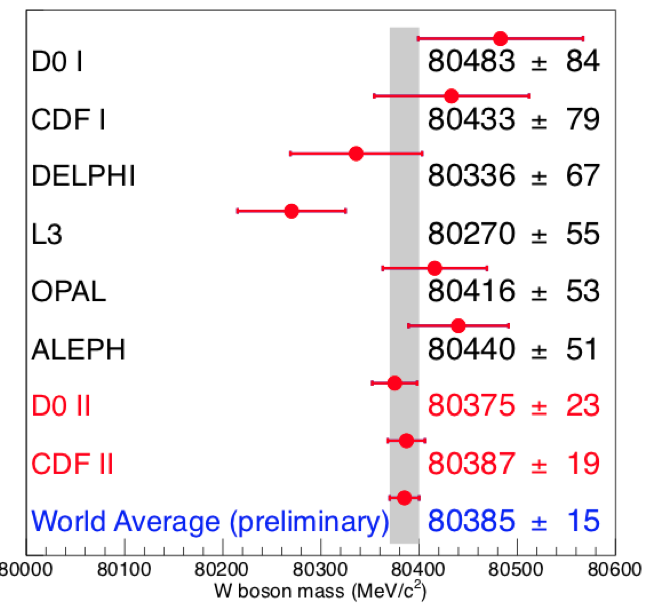 D0 I 80483 ± 84
CDF I 80433 ± 79
DELPHI 80336 ± 67
L3 80270 ± 55
OPAL 80416 ± 53
ALEPH 80440 ± 51
D0 II 80375 ± 23
CDF II 80387 ± 19
World Average (preliminary) 80385 ± 15
80000 80100 80200 80300 80400 80500 80600
W boson mass (MeV/c²)